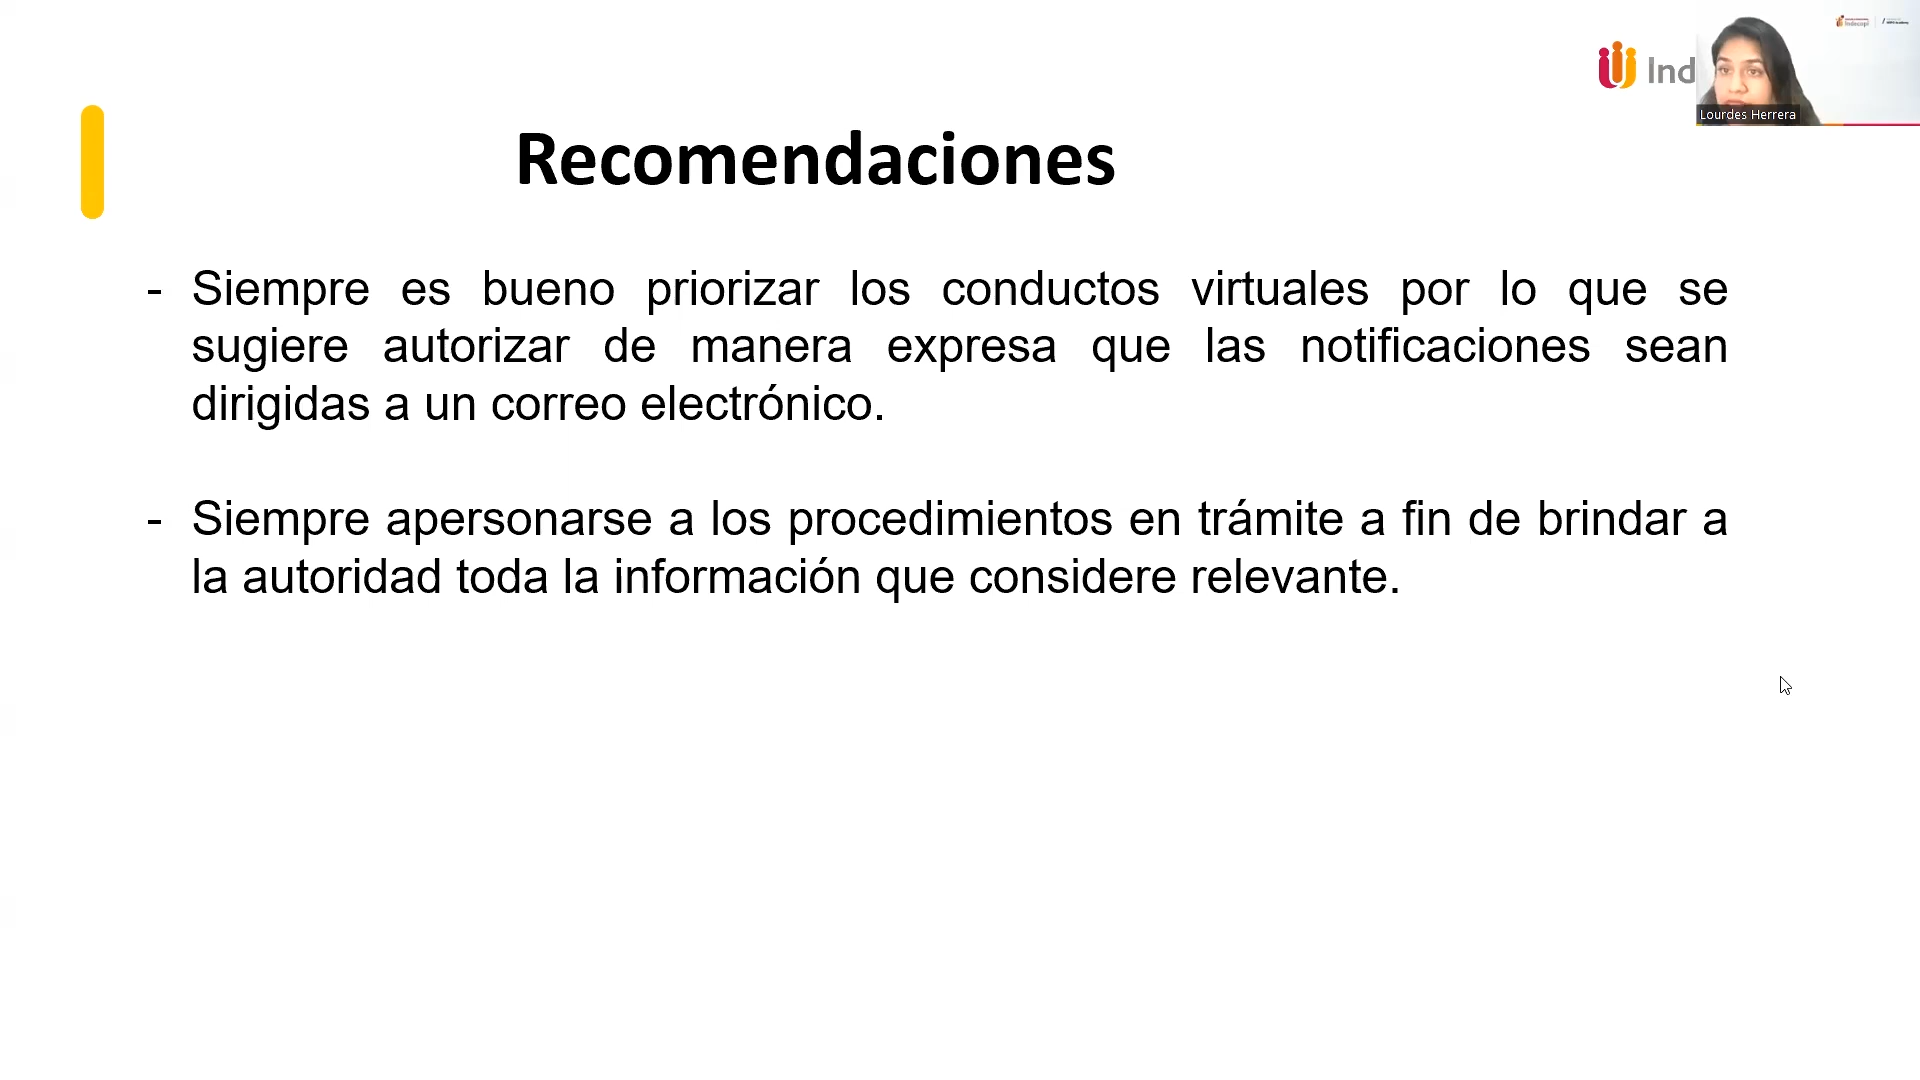 Ind
Lourdes Herrera
Recomendaciones
- Siempre es bueno priorizar los conductos virtuales por lo que se
sugiere autorizar de manera expresa que las notificaciones sean
dirigidas a un correo electrónico.
- Siempre apersonarse a los procedimientos en trámite a fin de brindar a
la autoridad toda la información que considere relevante.